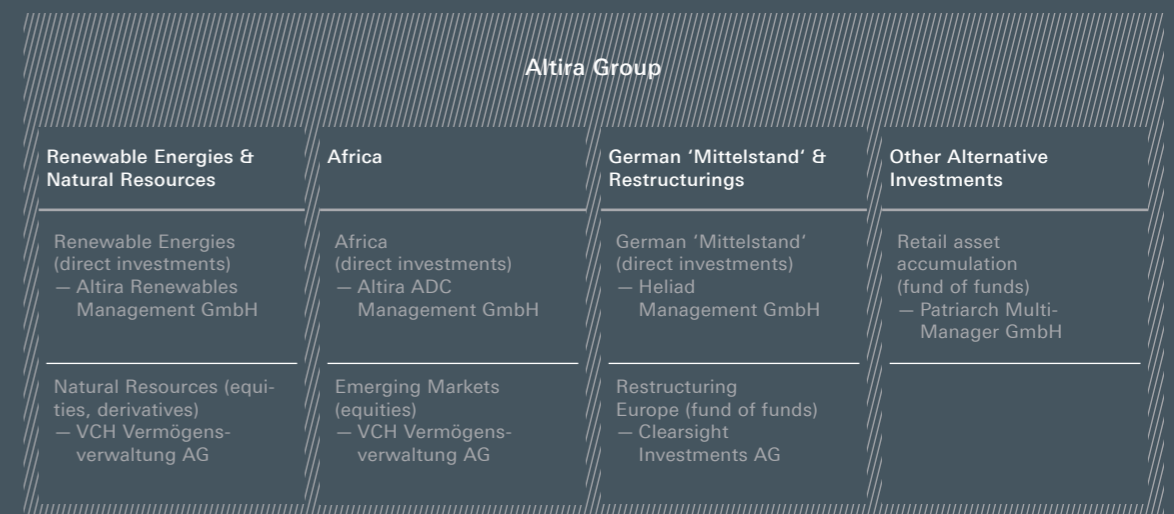 Altira Group
Renewable Energies &
Natural Resources
Africa
German ‘Mittelstand‘ &
Restructurings
Other Alternative
Investments
Renewable Energies
(direct investments)
— Altira Renewables
Management GmbH
Africa
(direct investments)
— Altira ADC
Management GmbH
German ‘Mittelstand‘
(direct investments)
— Heliad
Management GmbH
Retail asset
accumulation
(fund of funds)
— Patriarch Multi-
Manager GmbH
Natural Resources (equi-
ties, derivatives)
— VCH Vermögens-
verwaltung AG
Emerging Markets
(equities)
— VCH Vermögens-
verwaltung AG
Restructuring
Europe (fund of funds)
— Clearsight
Investments AG